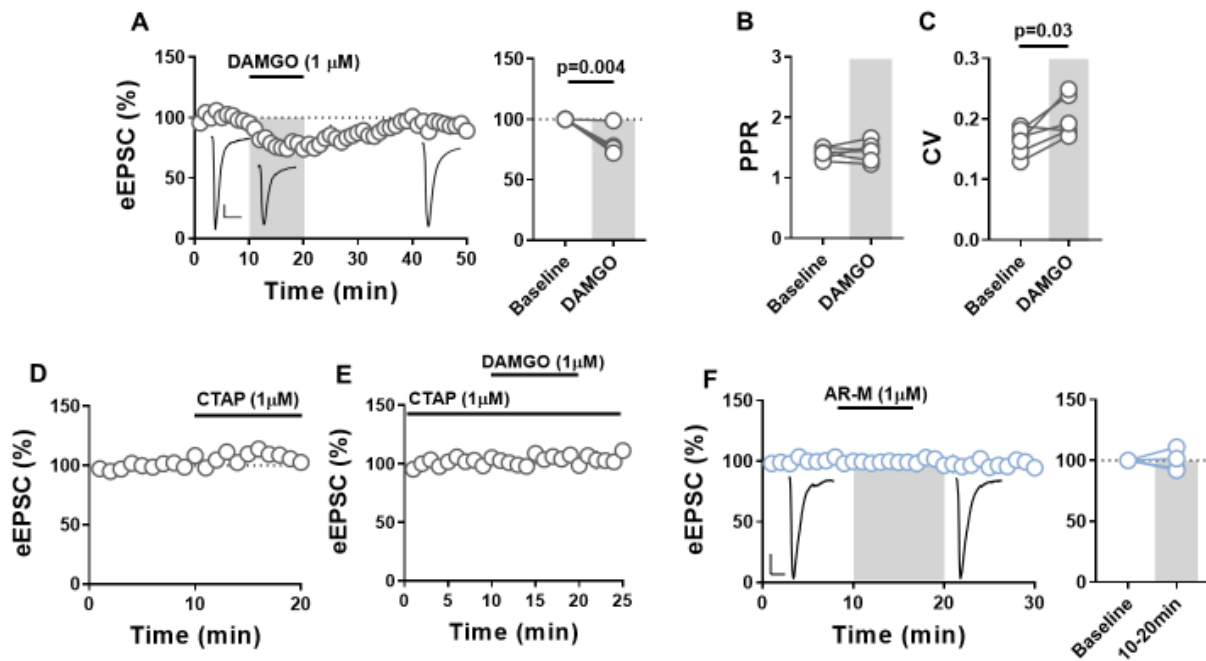 A
DAMGO (1 μM)
eEPSC (%)
150
100
50
0
0 10 20 30 40 50
Time (min)
p=0.004
150
100
50
0
Baseline
DAMGO
B
PPR
3
2
1
0
Baseline
DAMGO
C
p=0.03
CV
0.3
0.2
0.1
0.0
Baseline
DAMGO
D
CTAP (1μM)
eEPSC (%)
150
100
50
0
0 10 20
Time (min)
E
DAMGO (1μM)
CTAP (1μM)
eEPSC (%)
150
100
50
0
0 5 10 15 20 25
Time (min)
F
AR-M (1μM)
eEPSC (%)
150
100
50
0
0 10 20 30
Time (min)
150
100
50
0
Baseline
10-20min